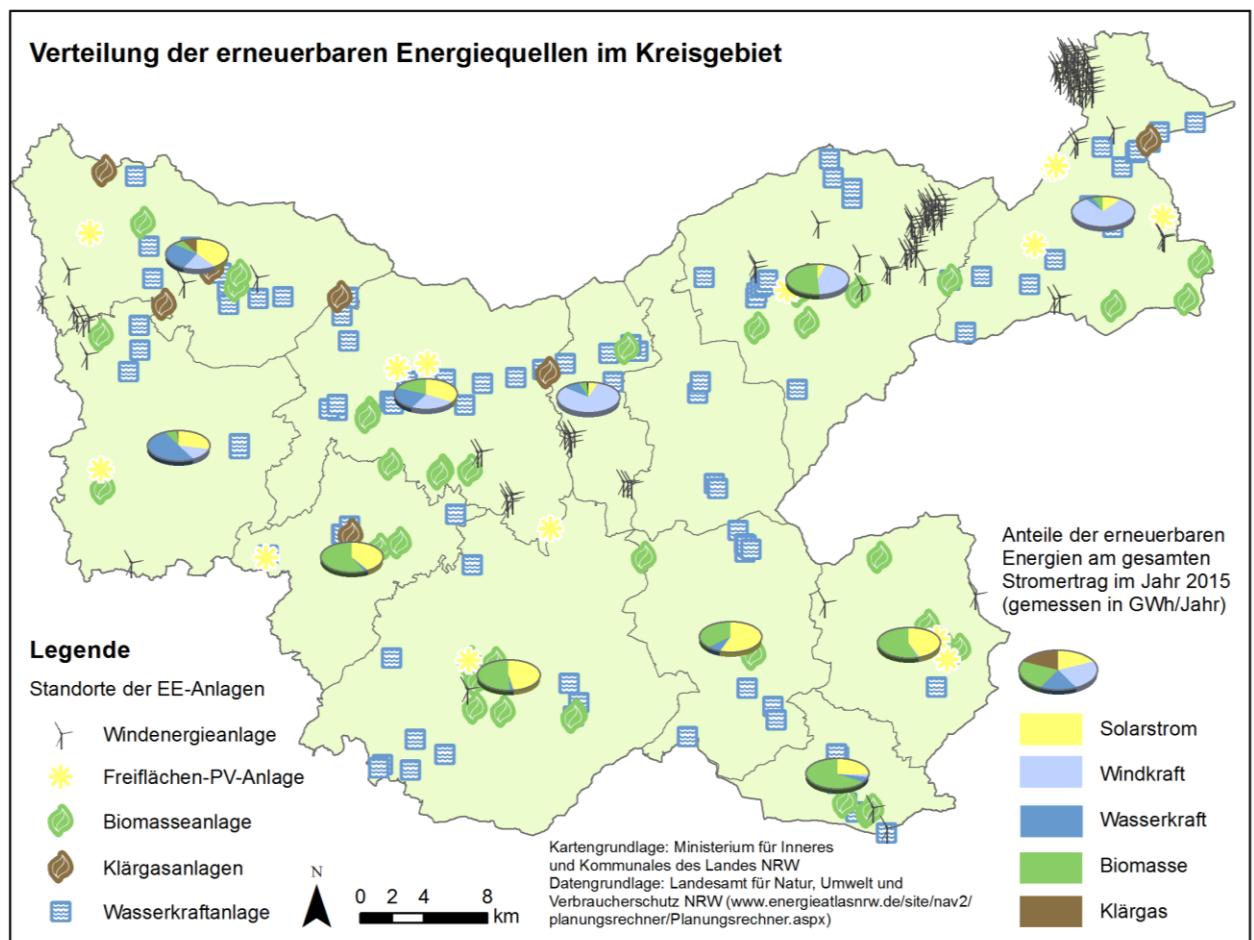 Verteilung der erneuerbaren Energiequellen im Kreisgebiet
Anteile der erneuerbaren
Energien am gesamten
Stromertrag im Jahr 2015
(gemessen in GWh/Jahr)
Solarstrom
Windkraft
Wasserkraft
Biomasse
Klärgas
Legende
Standorte der EE-Anlagen
Windenergieanlage
Freiflächen-PV-Anlage
Biomasseanlage
Klärgasanlagen
Wasserkraftanlage
N
0 2 4 8
km
Kartengrundlage: Ministerium für Inneres
und Kommunales des Landes NRW
Datengrundlage: Landesamt für Natur, Umwelt und
Verbraucherschutz NRW (www.energieatlasnrw.de/site/nav2/
planungsrechner/Planungsrechner.aspx)